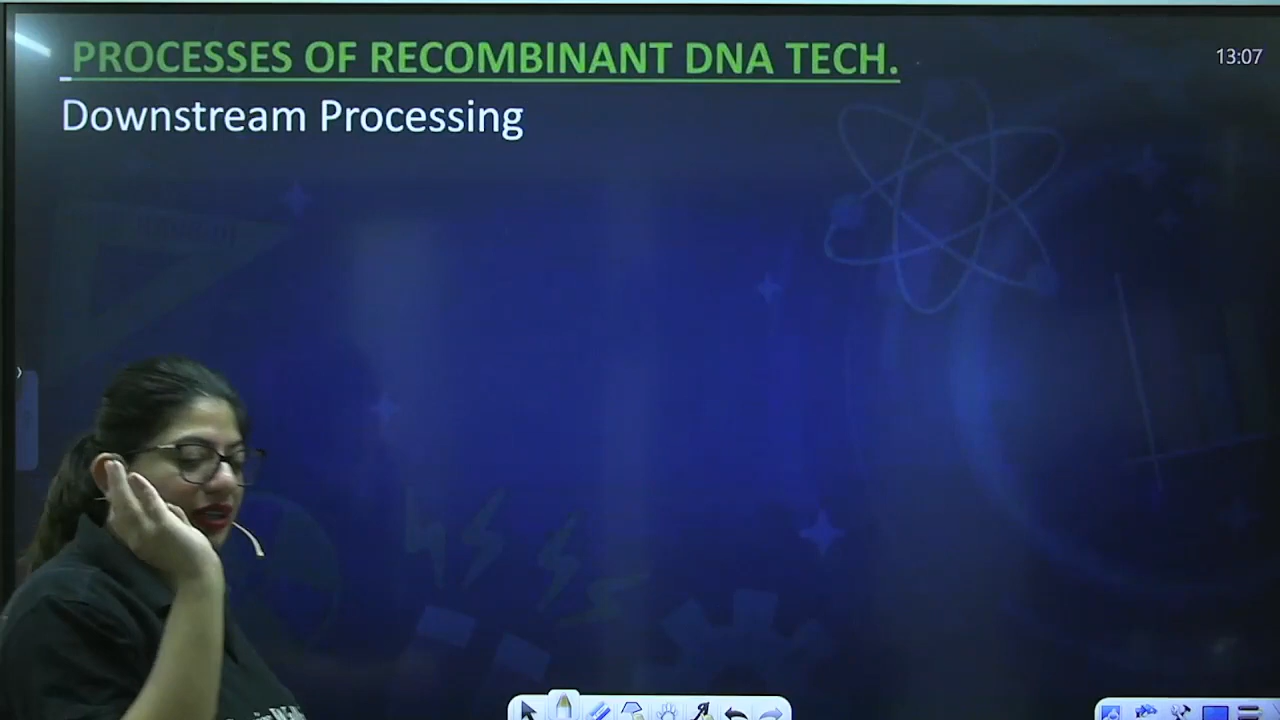 PROCESSES OF RECOMBINANT DNA TECH.
13:07
Downstream Processing